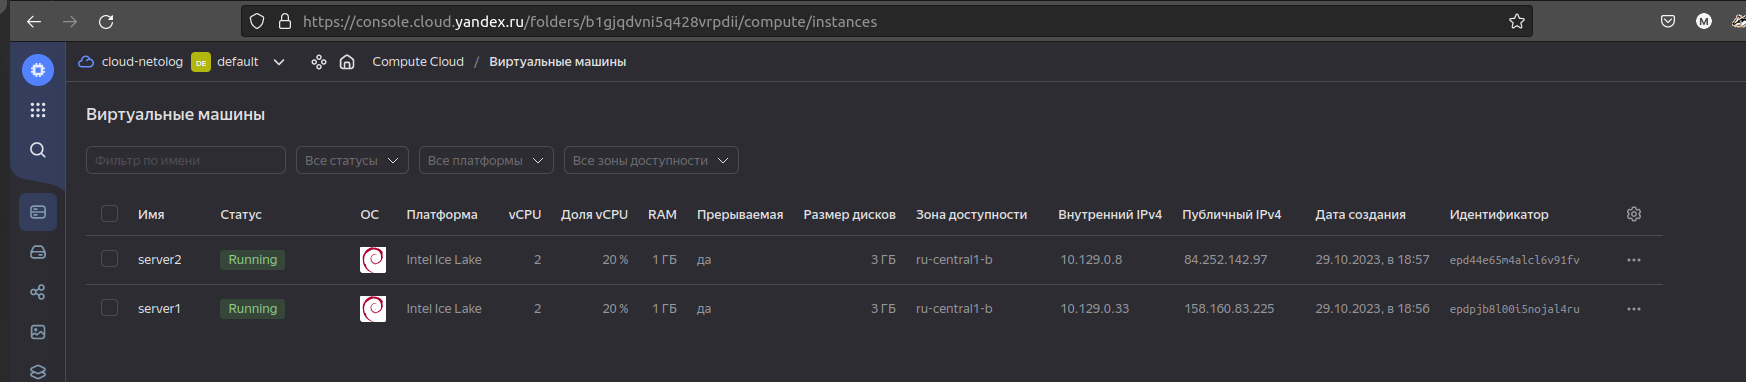 https://console.cloud.yandex.ru/folders/b1gjqdvni5q428vrpdii/compute/instances M
cloud-netolog DE default Compute Cloud / Виртуальные машины
Виртуальные машины
Фильтр по имени Все статусы Все платформы Все зоны доступности
Имя Статус ОС Платформа vCPU Доля vCPU RAM Прерываемая Размер дисков Зона доступности Внутренний IPv4 Публичный IPv4 Дата создания Идентификатор
server2 Running Intel Ice Lake 2 20 % 1 ГБ да 3 ГБ ru-central1-b 10.129.0.8 84.252.142.97 29.10.2023, в 18:57 epd44e65m4alcl6v91fv
server1 Running Intel Ice Lake 2 20 % 1 ГБ да 3 ГБ ru-central1-b 10.129.0.33 158.160.83.225 29.10.2023, в 18:56 epdpjb8l00i5nojal4ru